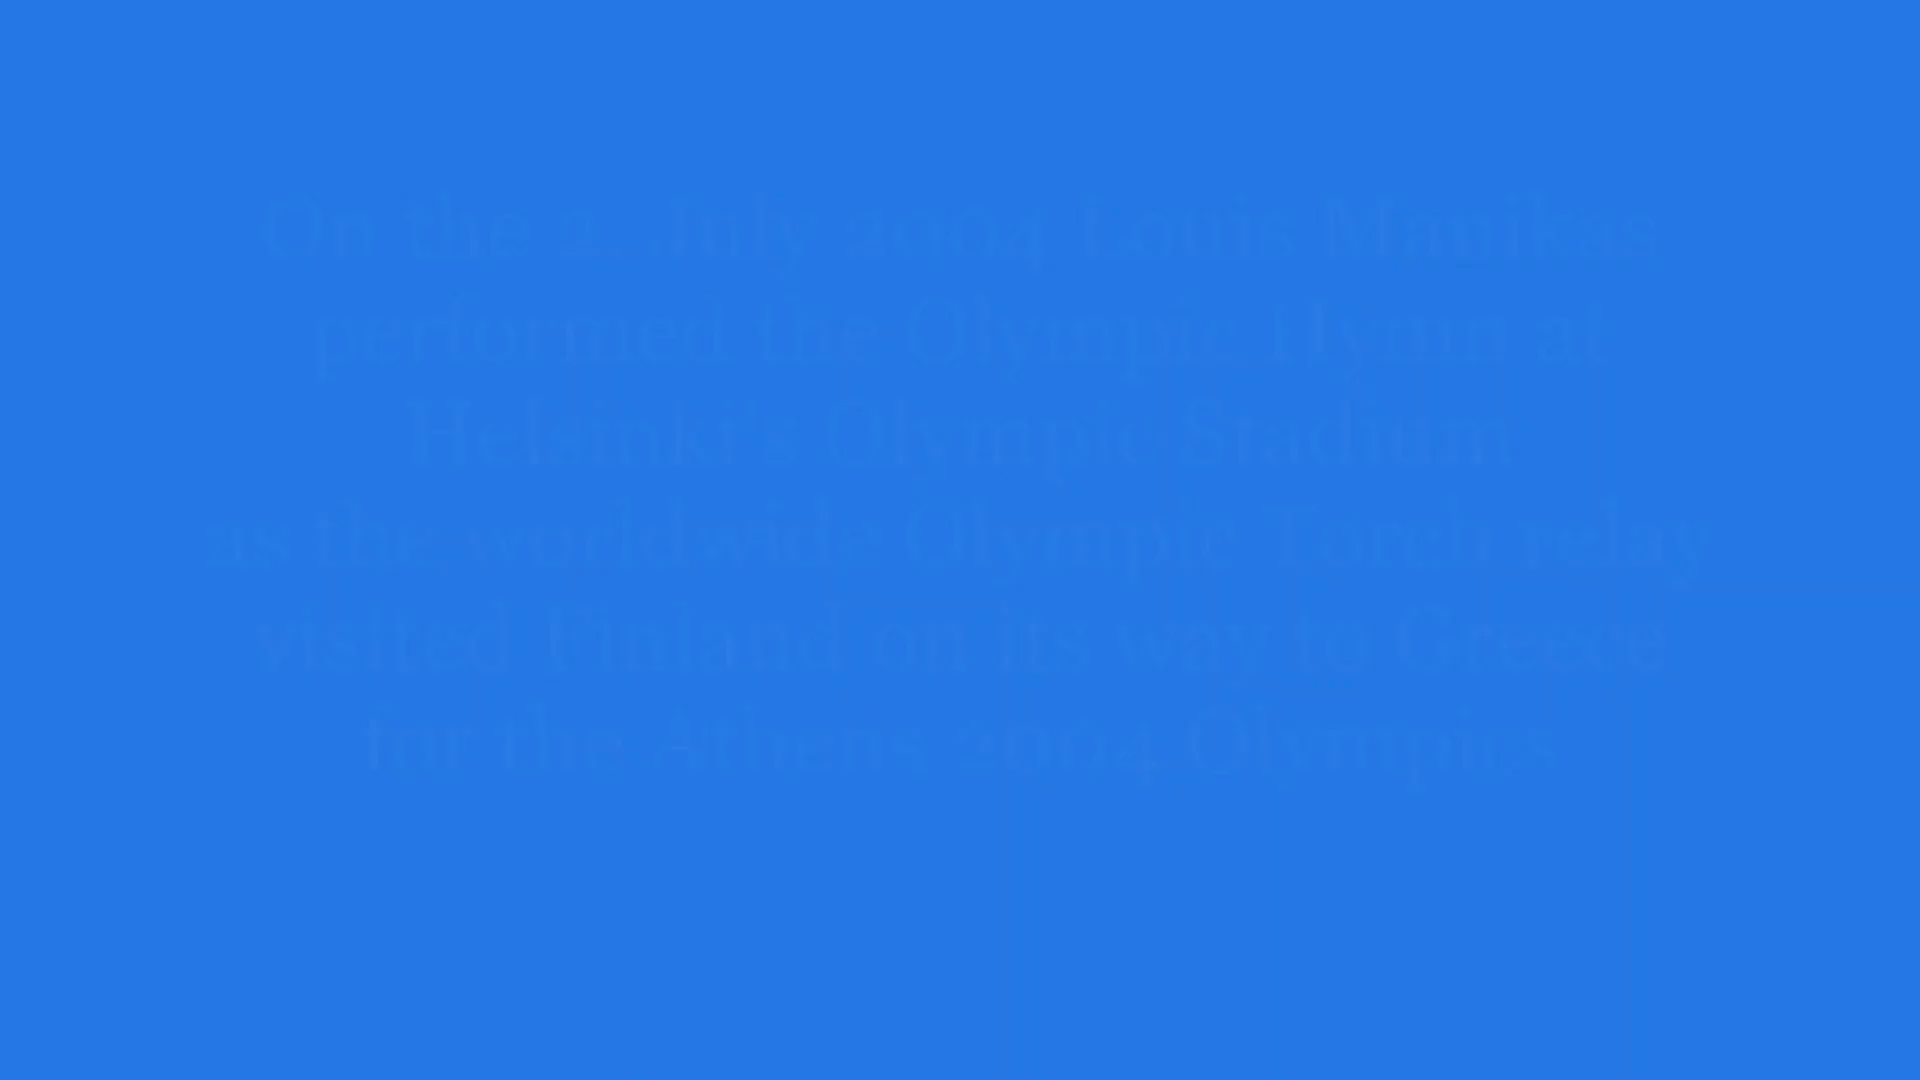 On the 2. July 2004 Louis Manikas
performed the Olympic Hymn at
Helsinki's Olympic Stadium
as the worldwide Olympic Torch relay
visited Finland on its way to Greece
for the Athens 2004 Olympics